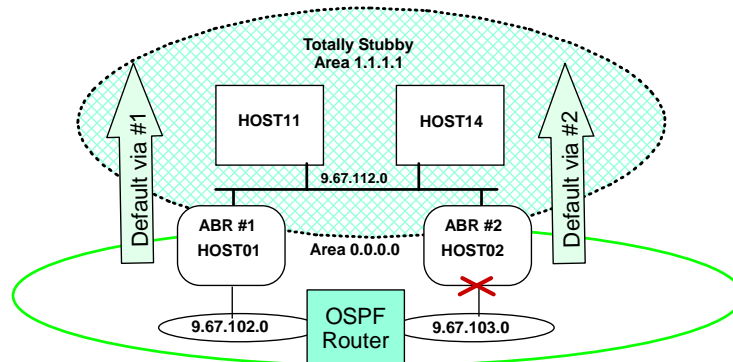 Totally Stubby
Area 1.1.1.1
HOST11
HOST14
Default via #1
Default via #2
9.67.112.0
ABR #1
HOST01
ABR #2
HOST02
Area 0.0.0.0
9.67.102.0
OSPF
Router
9.67.103.0